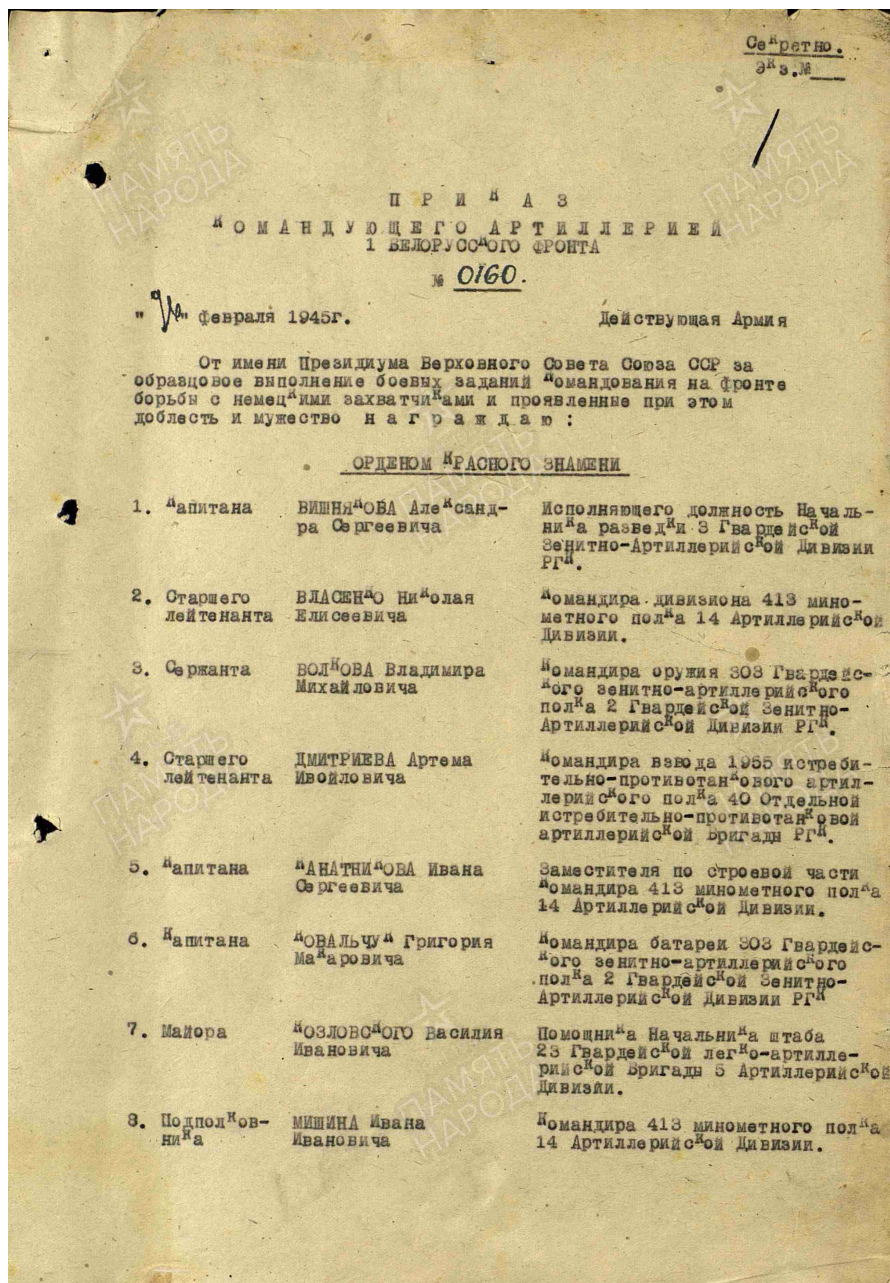 Секретно.
Экз.№___
ПАМЯТЬ НАРОДА
ПРИКАЗ
КОМАНДУЮЩЕГО АРТИЛЛЕРИЕЙ
1 БЕЛОРУССКОГО ФРОНТА
№ 0160.
" " февраля 1945г. Действующая Армия
От имени Президиума Верховного Совета Союза ССР за
образцовое выполнение боевых заданий Командования на фронте
борьбы с немецкими захватчиками и проявленные при этом
доблесть и мужество награждаю:
ОРДЕНОМ КРАСНОГО ЗНАМЕНИ
1. Капитана ВИШНЯКОВА Александ- Исполняющего должность Началь-
ра Сергеевича ника разведки 3 Гвардейской
Зенитно-Артиллерийской Дивизии
РГК.
2. Старшего ВЛАСЕНКО Николая Командира дивизиона 413 мино-
лейтенанта Елисеевича метного полка 14 Артиллерийской
Дивизии.
3. Сержанта ВОЛКОВА Владимира Командира оружия 303 Гвардейс-
Михайловича кого зенитно-артиллерийского
полка 2 Гвардейской Зенитно-
Артиллерийской Дивизии РГК.
4. Старшего ДМИТРИЕВА Артема Командира взвода 1955 истреби-
лейтенанта Ивойловича тельно-противотанкового артил-
лерийского полка 40 Отдельной
истребительно-противотанковой
артиллерийской Бригады РГК.
5. Капитана КАНАТНИКОВА Ивана Заместителя по строевой части
Сергеевича Командира 413 минометного полка
14 Артиллерийской Дивизии.
6. Капитана КОВАЛЬЧУК Григория Командира батареи 303 Гвардейс-
Макаровича кого зенитно-артиллерийского
полка 2 Гвардейской Зенитно-
Артиллерийской Дивизии РГК
7. Майора КОЗЛОВСКОГО Василия Помощника Начальника штаба
Ивановича 23 Гвардейской легко-артилле-
рийской Бригады 5 Артиллерийской
Дивизии.
8. Подполков- МИШИНА Ивана Командира 413 минометного полка
ника Ивановича 14 Артиллерийской Дивизии.